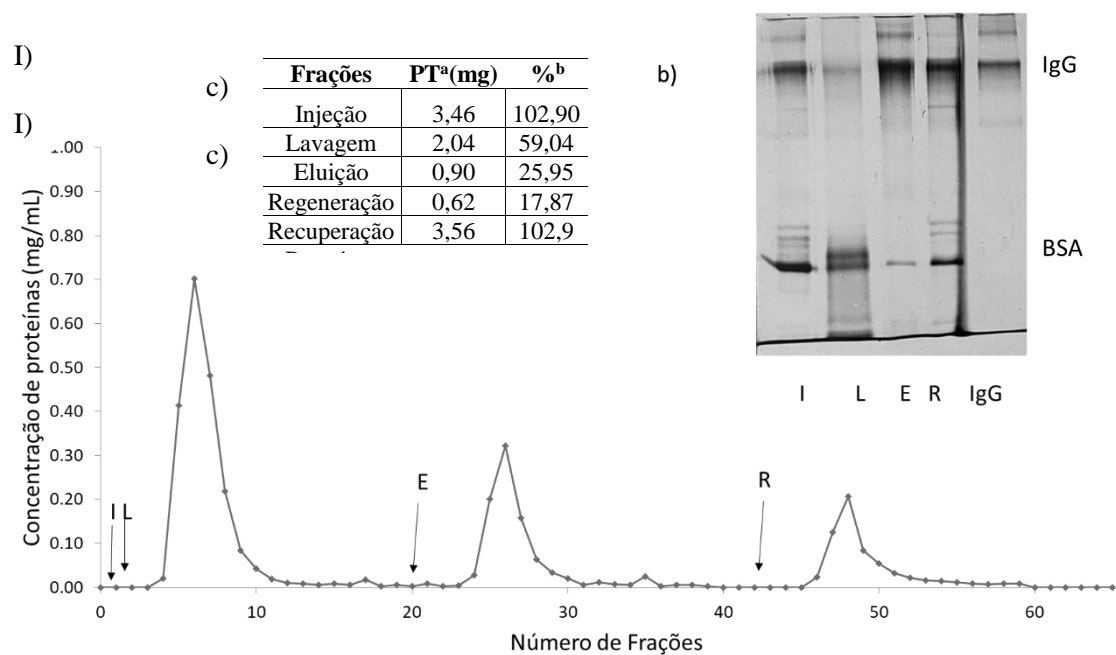 I)
I)
c)
c)
Frações PTᵃ(mg) %ᵇ
Injeção 3,46 102,90
Lavagem 2,04 59,04
Eluição 0,90 25,95
Regeneração 0,62 17,87
Recuperação 3,56 102,9
b)
IgG
BSA
I L E R IgG
Concentração de proteínas (mg/mL)
1.00
0.90
0.80
0.70
0.60
0.50
0.40
0.30
0.20
0.10
0.00
I L
E
R
0 10 20 30 40 50 60
Número de Frações